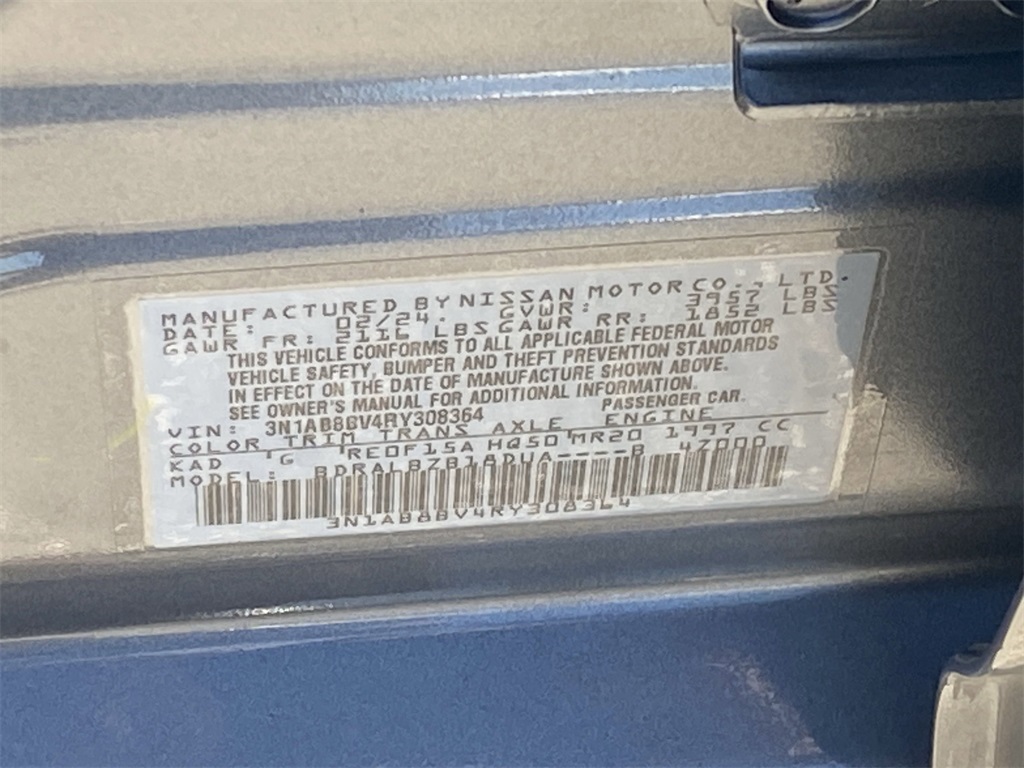 MANUFACTURED BY NISSAN MOTOR CO., LTD.
DATE: 02/24. GVWR: 3957 LBS
GAWR FR: 2116 LBS GAWR RR: 1852 LBS
THIS VEHICLE CONFORMS TO ALL APPLICABLE FEDERAL MOTOR
VEHICLE SAFETY, BUMPER AND THEFT PREVENTION STANDARDS
IN EFFECT ON THE DATE OF MANUFACTURE SHOWN ABOVE.
SEE OWNER'S MANUAL FOR ADDITIONAL INFORMATION.
VIN: 3N1AB8BV4RY308364 PASSENGER CAR.
COLOR TRIM TRANS AXLE ENGINE
KAD G RE0F15A HQ50 MR20 1997 CC
MODEL: 47000
3N1AB8BV4RY308364